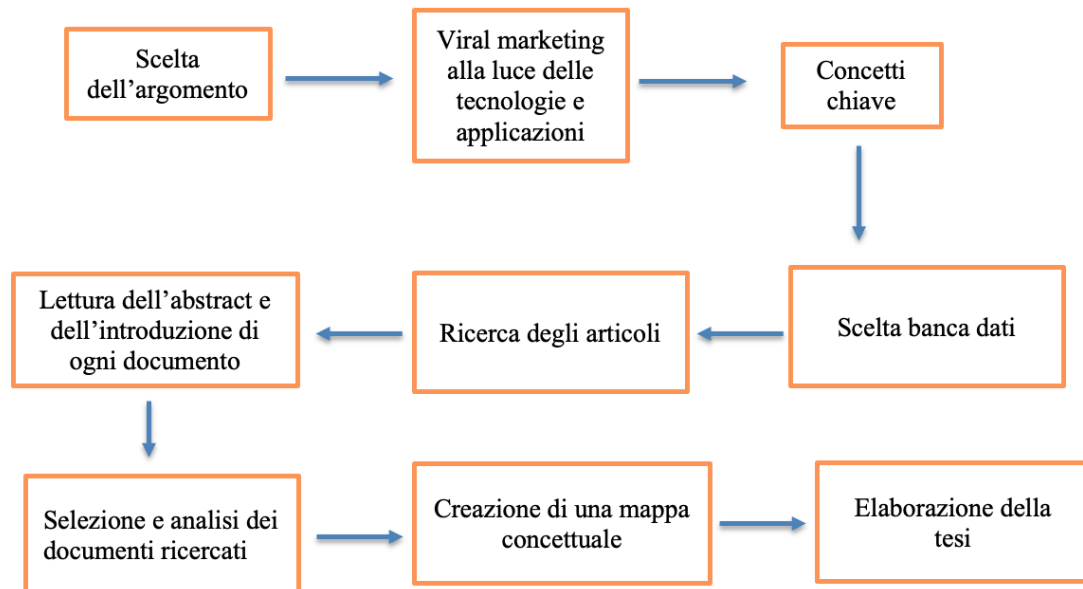 Scelta
dell’argomento
Viral marketing
alla luce delle
tecnologie e
applicazioni
Concetti
chiave
Scelta banca dati
Ricerca degli articoli
Lettura dell’abstract e
dell’introduzione di
ogni documento
Selezione e analisi dei
documenti ricercati
Creazione di una mappa
concettuale
Elaborazione della
tesi